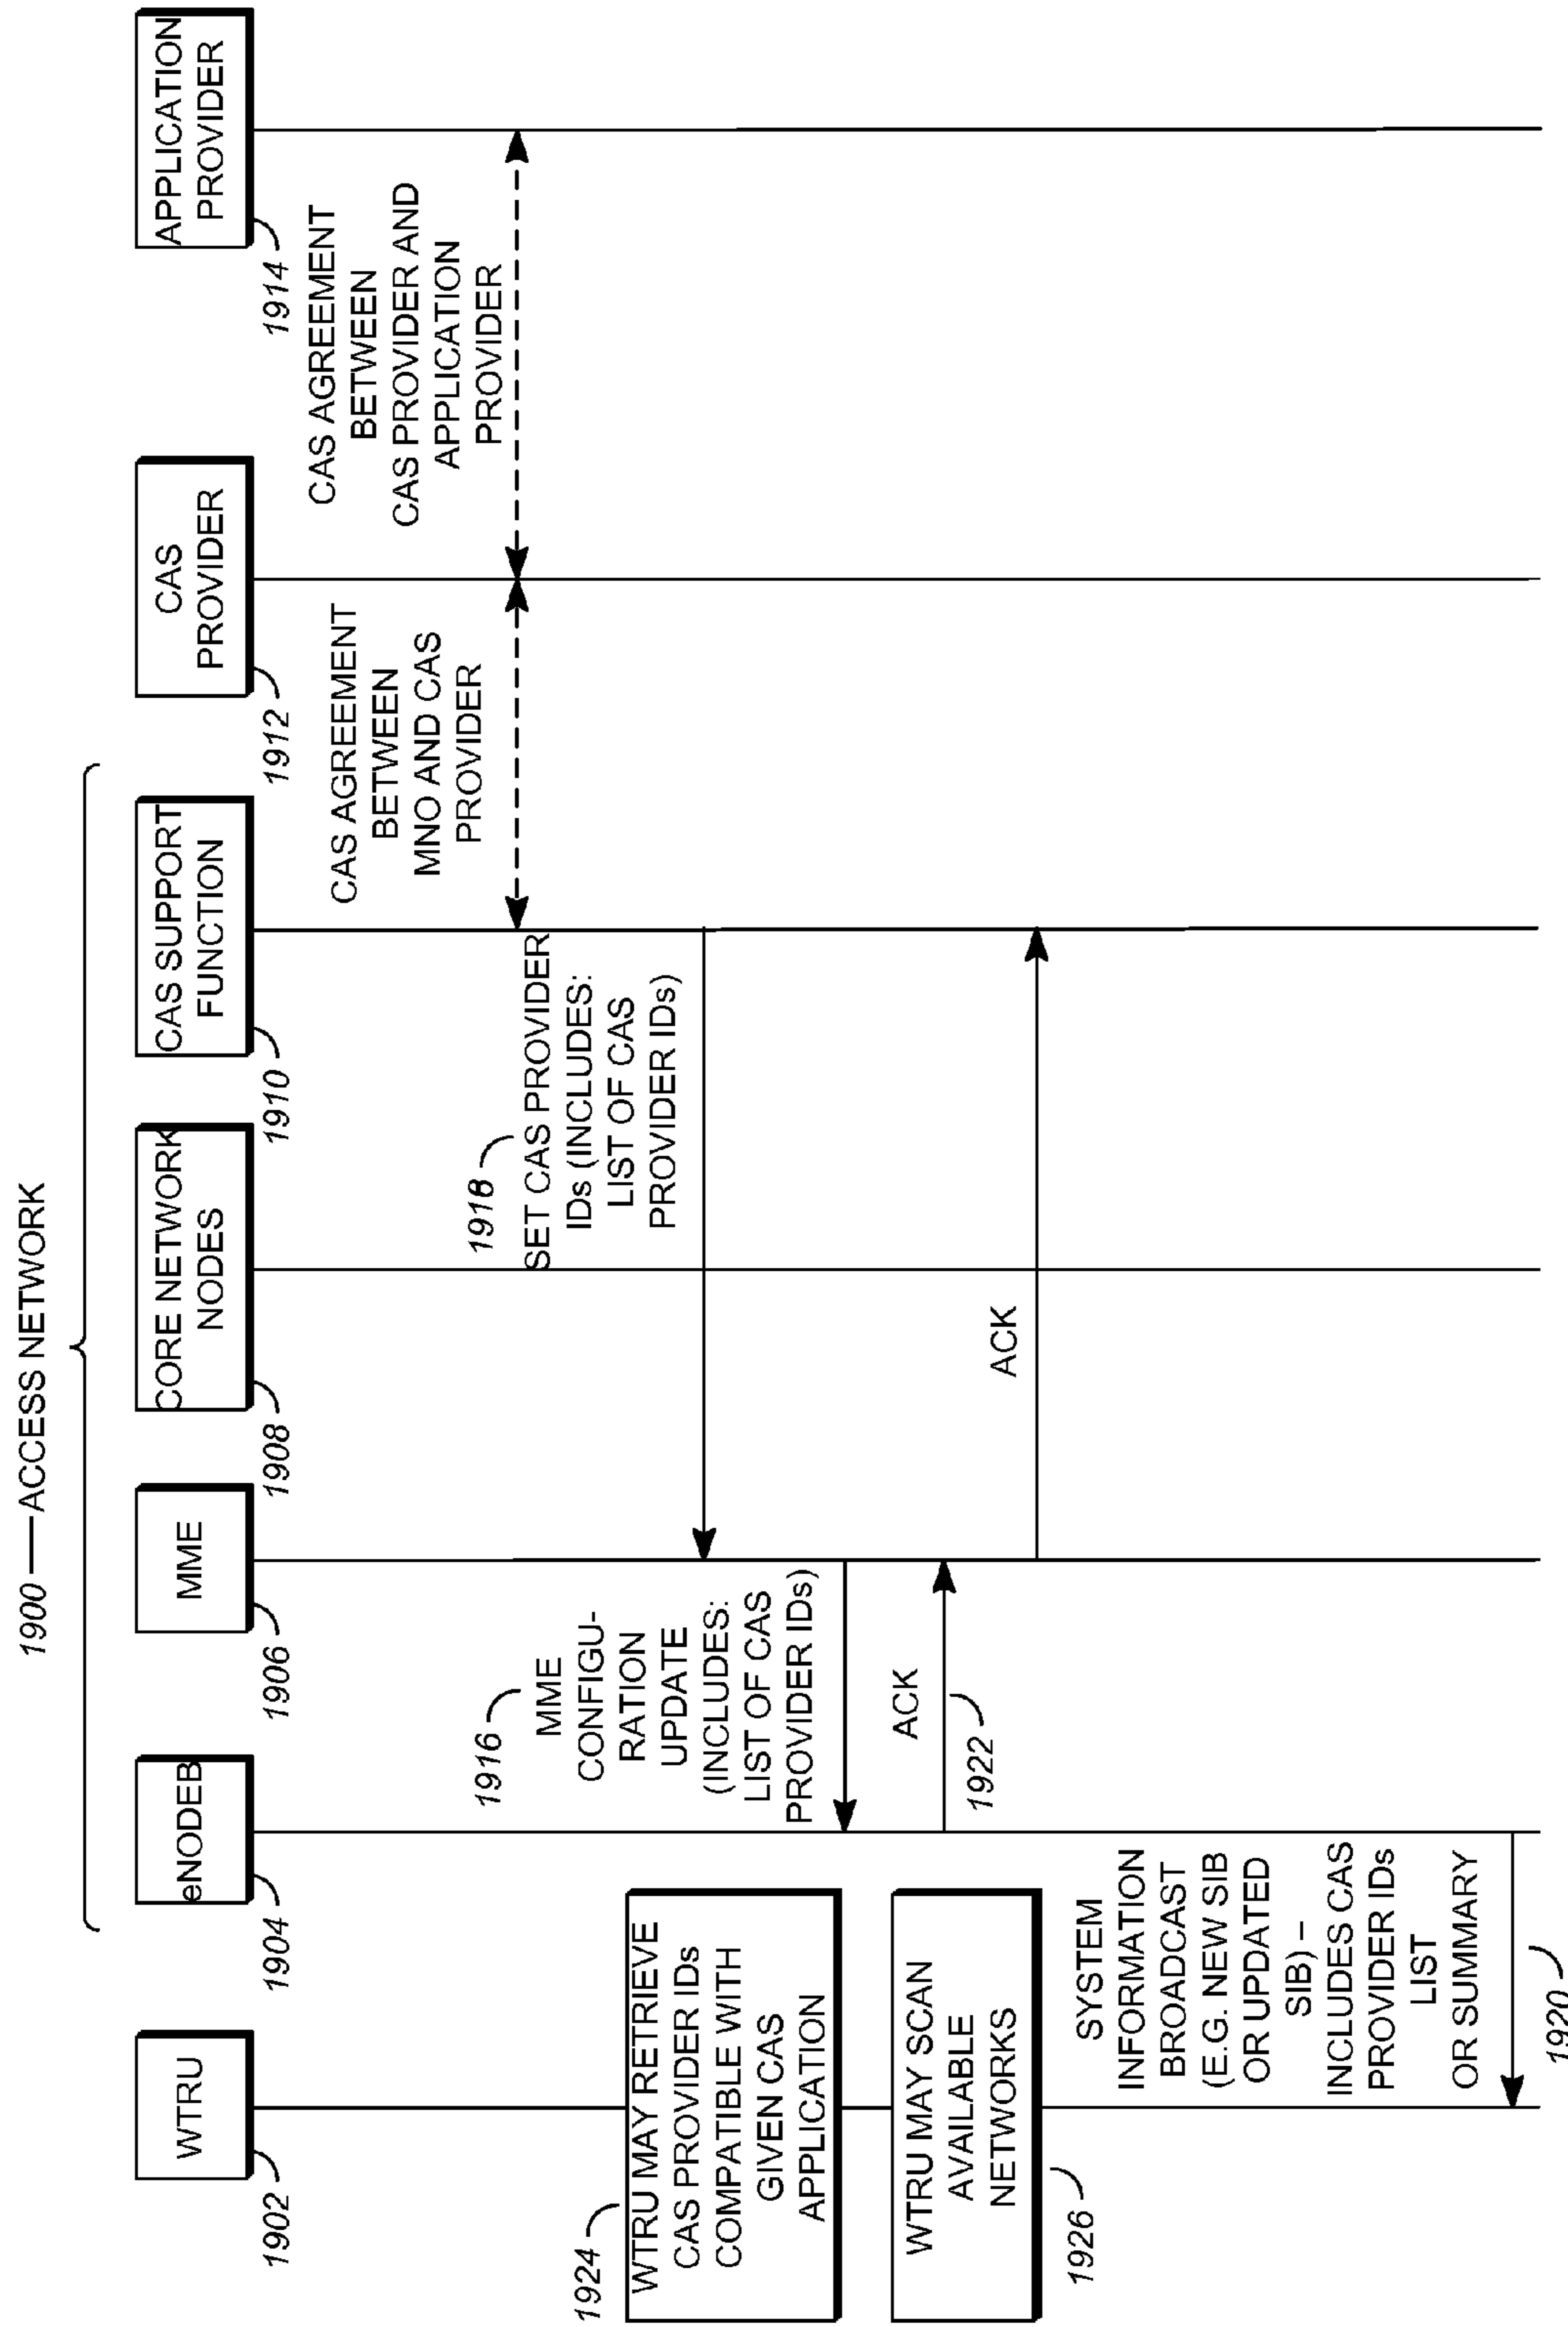 1900
ACCESS NETWORK
WTRU
1902
eNODEB
1904
MME
1906
CORE NETWORK
NODES
1908
CAS SUPPORT
FUNCTION
1910
CAS
PROVIDER
1912
APPLICATION
PROVIDER
1914
CAS AGREEMENT
BETWEEN
MNO AND CAS
PROVIDER
CAS AGREEMENT
BETWEEN
CAS PROVIDER AND
APPLICATION
PROVIDER
SET CAS PROVIDER
IDs (INCLUDES:
LIST OF CAS
PROVIDER IDs)
1916
MME
CONFIGU-
RATION
UPDATE
(INCLUDES:
LIST OF CAS
PROVIDER IDs)
1924
WTRU MAY RETRIEVE
CAS PROVIDER IDs
COMPATIBLE WITH
GIVEN CAS
APPLICATION
ACK
1922
ACK
WTRU MAY SCAN
AVAILABLE
NETWORKS
1926
SYSTEM
INFORMATION
BROADCAST
(E.G. NEW SIB
OR UPDATED
SIB) –
INCLUDES CAS
PROVIDER IDs
LIST
OR SUMMARY
1920